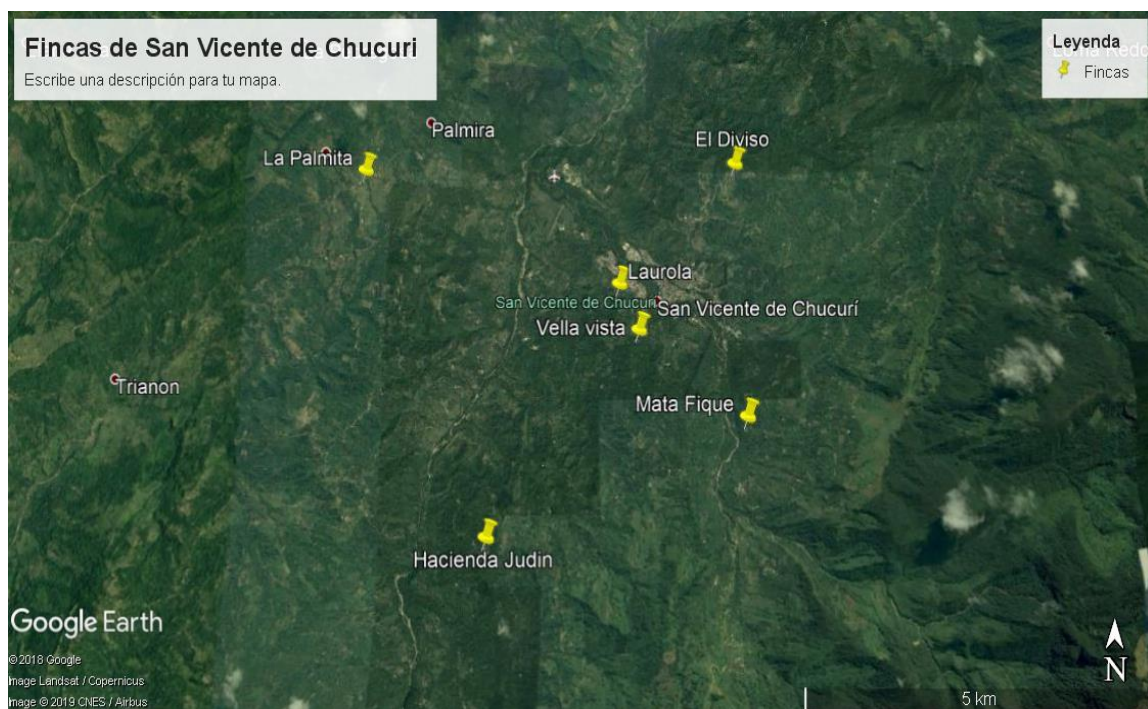 Fincas de San Vicente de Chucuri
Escribe una descripción para tu mapa.
Leyenda
Fincas
Palmira
La Palmita
El Diviso
Laurola
San Vicente de Chucuri
San Vicente de Chucurí
Vella vista
Trianon
Mata Fique
Hacienda Judin
Google Earth
© 2018 Google
Image Landsat / Copernicus
Image © 2019 CNES / Airbus
N
5 km